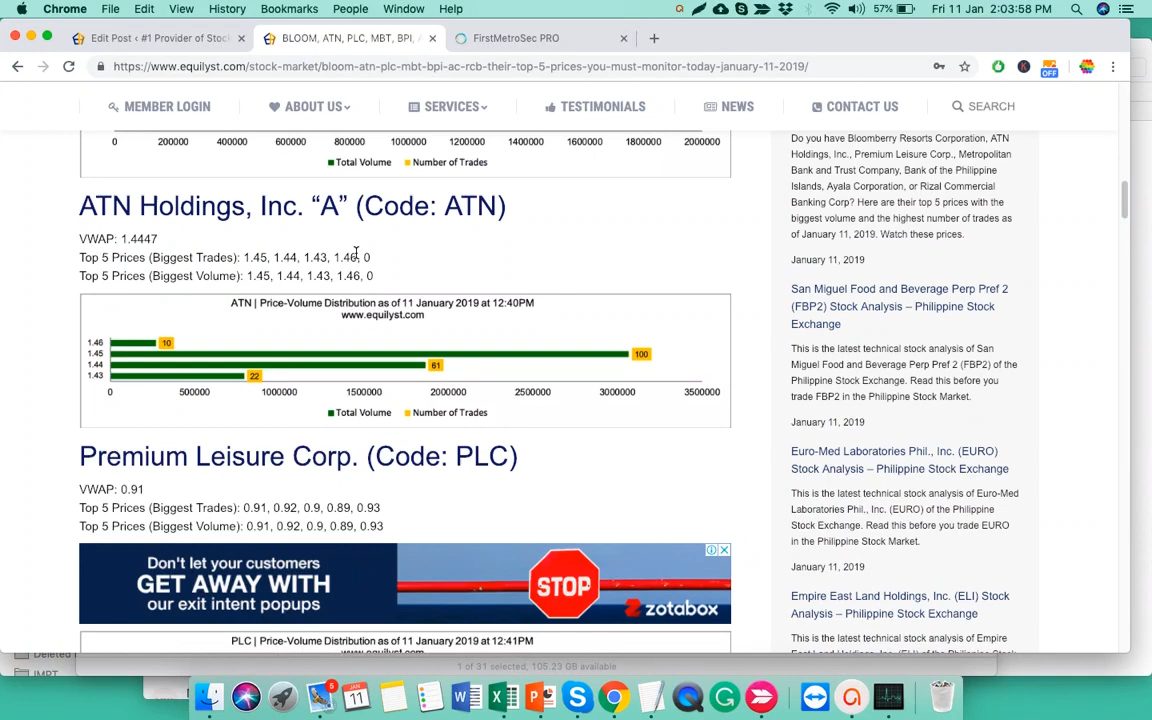 Chrome File Edit View History Bookmarks People Window Help 57% Fri 11 Jan 2:03:58 PM
Edit Post ‹ #1 Provider of Stock
BLOOM, ATN, PLC, MBT, BPI,
FirstMetroSec PRO
https://www.equilyst.com/stock-market/bloom-atn-plc-mbt-bpi-ac-rcb-their-top-5-prices-you-must-monitor-today-january-11-2019/
OFF
MEMBER LOGIN ABOUT US SERVICES TESTIMONIALS NEWS CONTACT US SEARCH
0 200000 400000 600000 800000 1000000 1200000 1400000 1600000 1800000 2000000
Total Volume Number of Trades
ATN Holdings, Inc. “A” (Code: ATN)
VWAP: 1.4447
Top 5 Prices (Biggest Trades): 1.45, 1.44, 1.43, 1.46, 0
Top 5 Prices (Biggest Volume): 1.45, 1.44, 1.43, 1.46, 0
ATN | Price-Volume Distribution as of 11 January 2019 at 12:40PM
www.equilyst.com
1.46 10
1.45 100
1.44 61
1.43 22
0 500000 1000000 1500000 2000000 2500000 3000000 3500000
Total Volume Number of Trades
Premium Leisure Corp. (Code: PLC)
VWAP: 0.91
Top 5 Prices (Biggest Trades): 0.91, 0.92, 0.9, 0.89, 0.93
Top 5 Prices (Biggest Volume): 0.91, 0.92, 0.9, 0.89, 0.93
Don't let your customers
GET AWAY WITH
our exit intent popups
STOP
zotabox
PLC | Price-Volume Distribution as of 11 January 2019 at 12:41PM
www.equilyst.com
Do you have Bloomberry Resorts Corporation, ATN
Holdings, Inc., Premium Leisure Corp., Metropolitan
Bank and Trust Company, Bank of the Philippine
Islands, Ayala Corporation, or Rizal Commercial
Banking Corp? Here are their top 5 prices with the
biggest volume and the highest number of trades as
of January 11, 2019. Watch these prices.
January 11, 2019
San Miguel Food and Beverage Perp Pref 2
(FBP2) Stock Analysis – Philippine Stock
Exchange
This is the latest technical stock analysis of San
Miguel Food and Beverage Perp Pref 2 (FBP2) of the
Philippine Stock Exchange. Read this before you
trade FBP2 in the Philippine Stock Market.
January 11, 2019
Euro-Med Laboratories Phil., Inc. (EURO)
Stock Analysis – Philippine Stock Exchange
This is the latest technical stock analysis of Euro-Med
Laboratories Phil., Inc. (EURO) of the Philippine
Stock Exchange. Read this before you trade EURO
in the Philippine Stock Market.
January 11, 2019
Empire East Land Holdings, Inc. (ELI) Stock
Analysis – Philippine Stock Exchange
This is the latest technical stock analysis of Empire
East Land Holdings, Inc. (ELI) of the Philippine Stock
Deleted
1 of 31 selected, 105.23 GB available
5
JAN
11